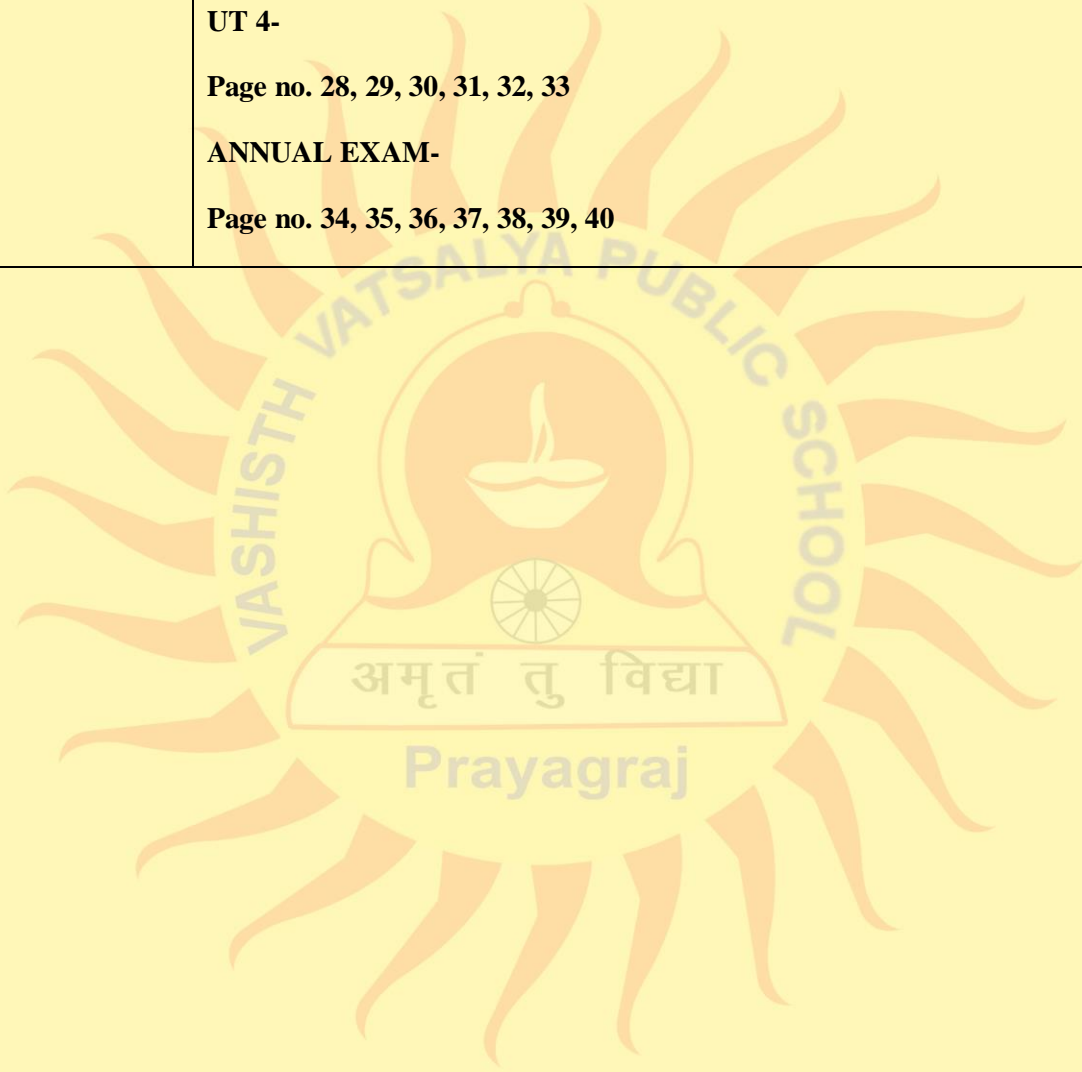 UT 4-
Page no. 28, 29, 30, 31, 32, 33
ANNUAL EXAM-
Page no. 34, 35, 36, 37, 38, 39, 40
VASHISTH VATSALYA PUBLIC SCHOOL
अमृतं तु विद्या
Prayagraj